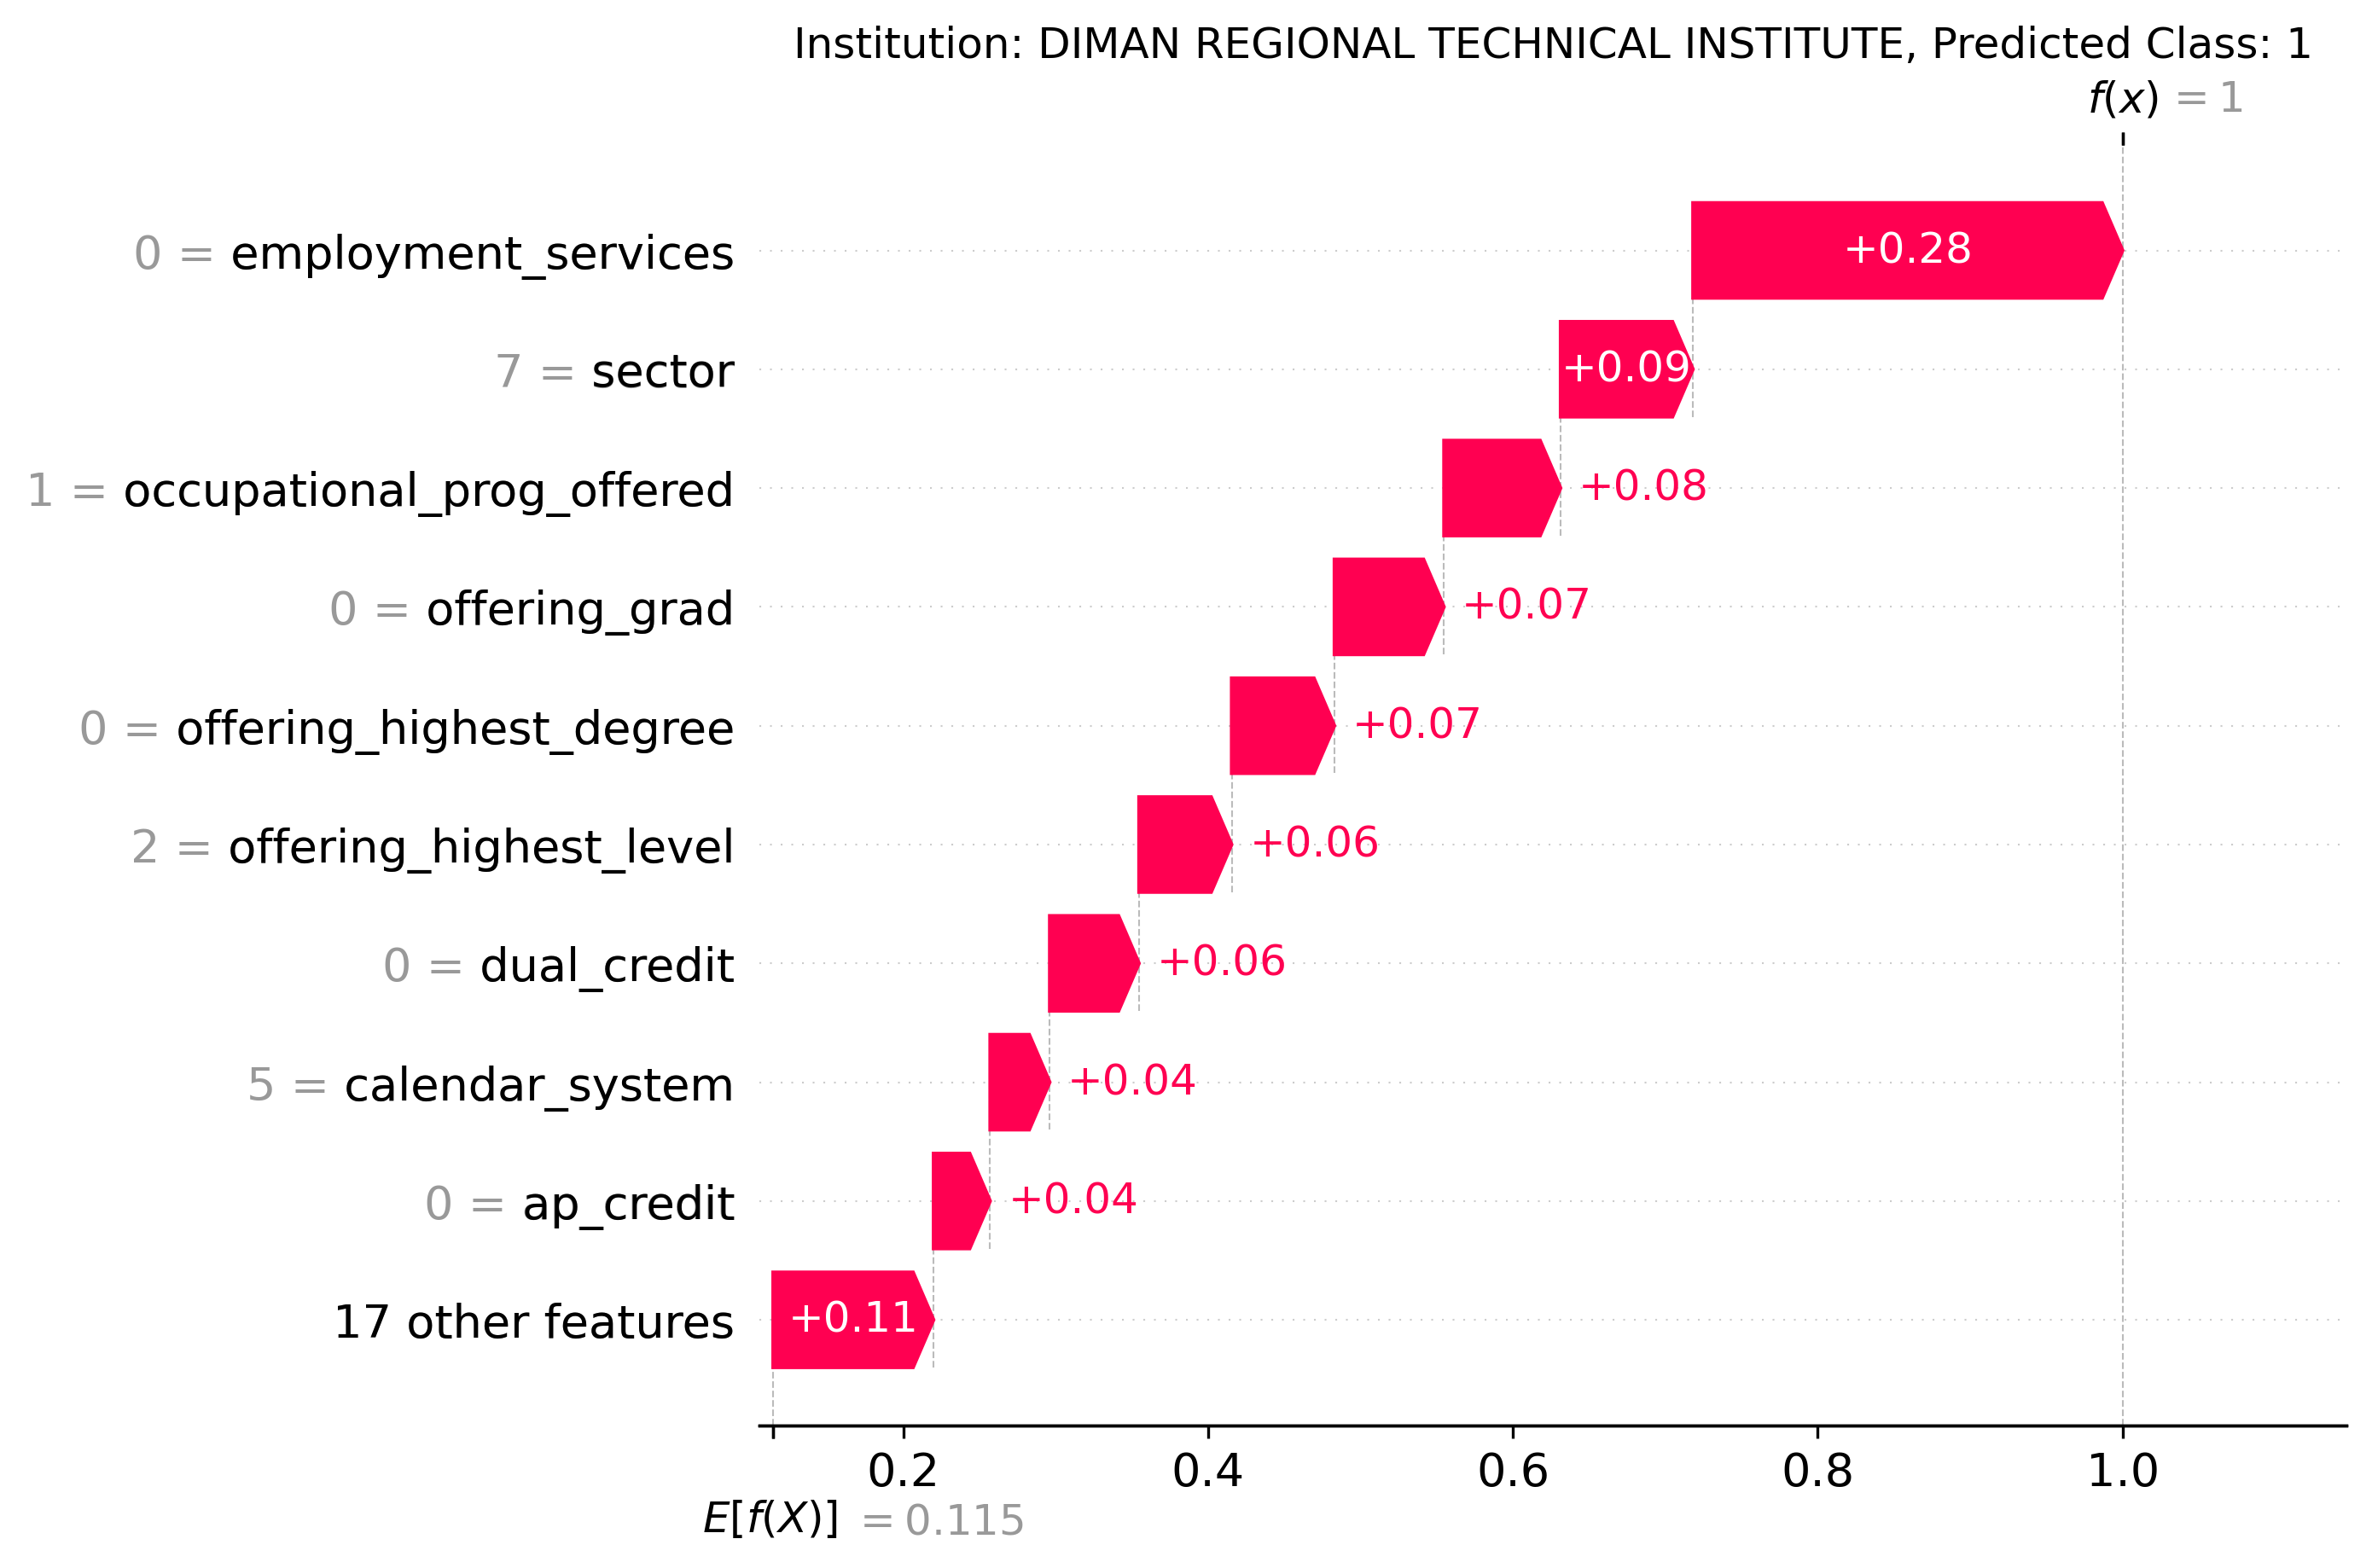 Institution: DIMAN REGIONAL TECHNICAL INSTITUTE, Predicted Class: 1
f(x) = 1
0 = employment_services +0.28
7 = sector +0.09
1 = occupational_prog_offered +0.08
0 = offering_grad +0.07
0 = offering_highest_degree +0.07
2 = offering_highest_level +0.06
0 = dual_credit +0.06
5 = calendar_system +0.04
0 = ap_credit +0.04
17 other features +0.11
0.2 0.4 0.6 0.8 1.0
E[f(X)] = 0.115